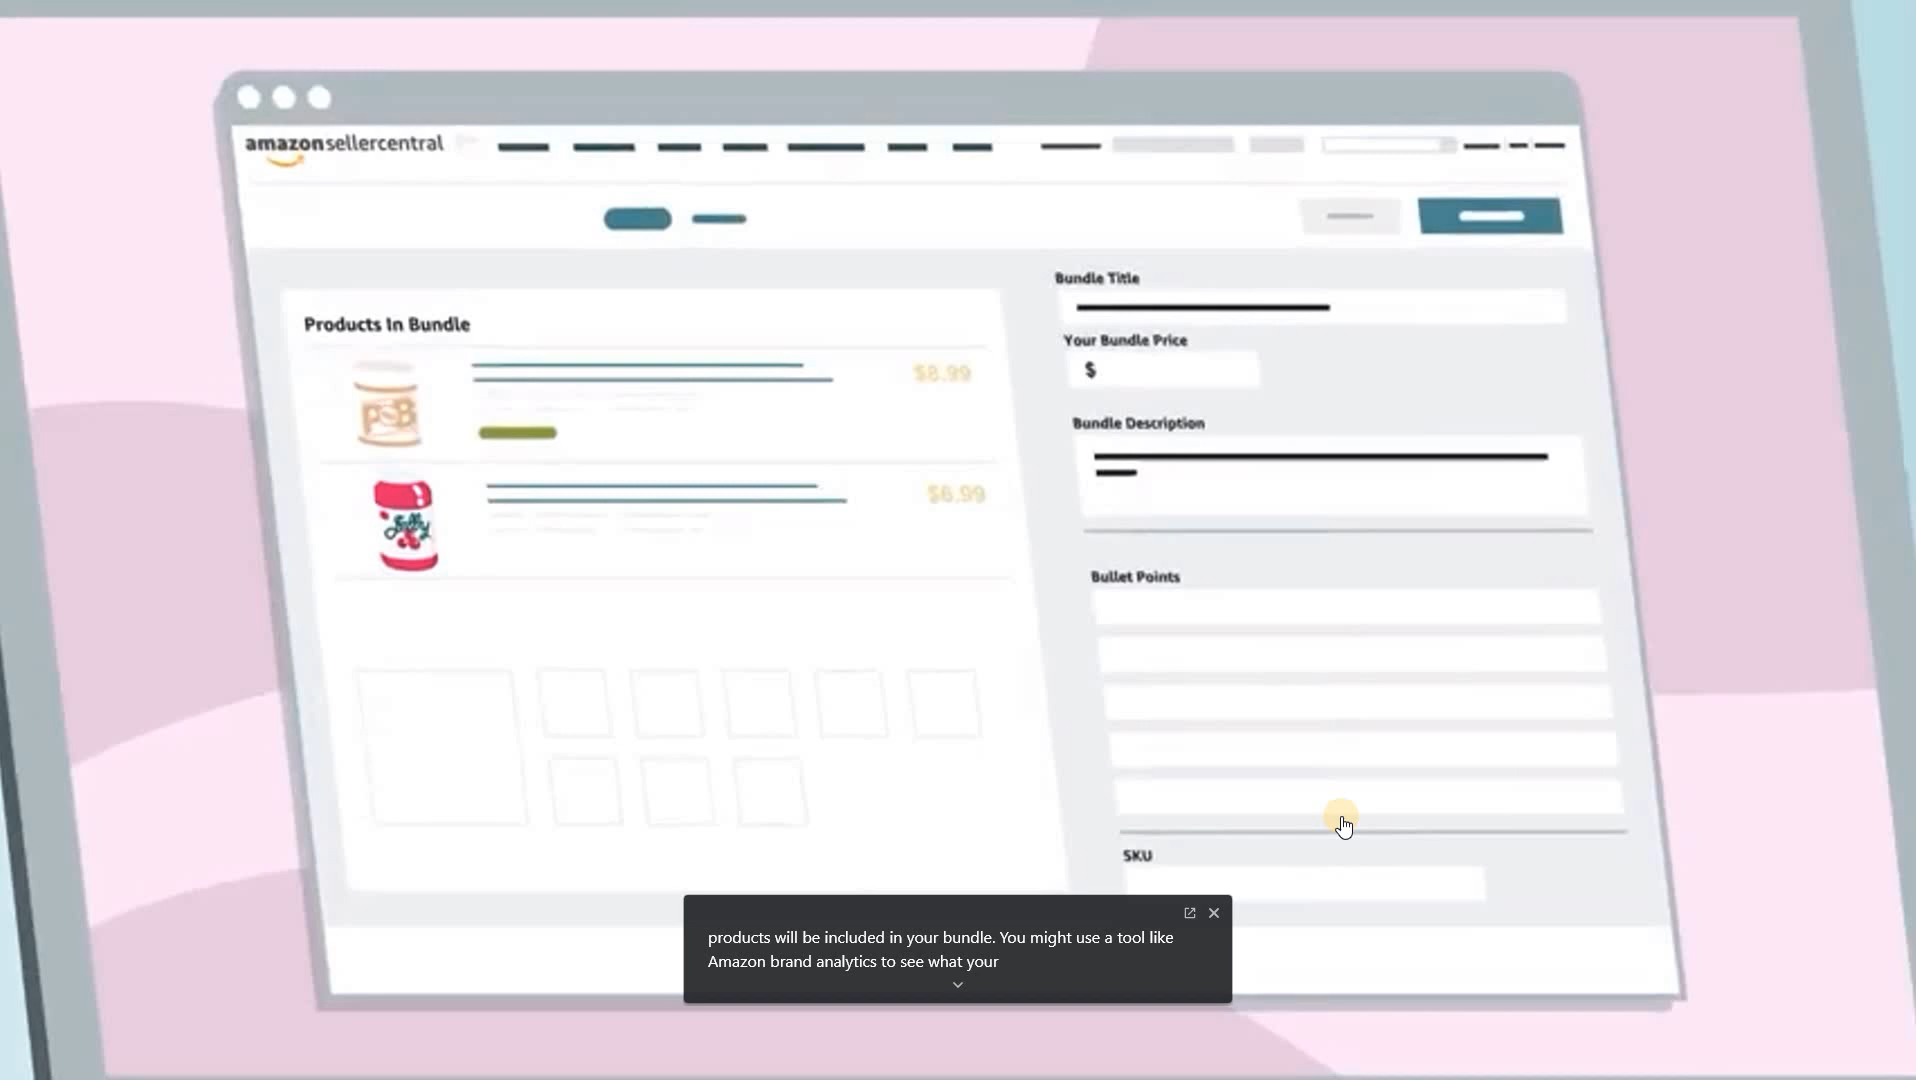 amazonsellercentral
Products In Bundle
P&B
$8.99
Jelly
$6.99
Bundle Title
Your Bundle Price
$
Bundle Description
Bullet Points
SKU
products will be included in your bundle. You might use a tool like
Amazon brand analytics to see what your